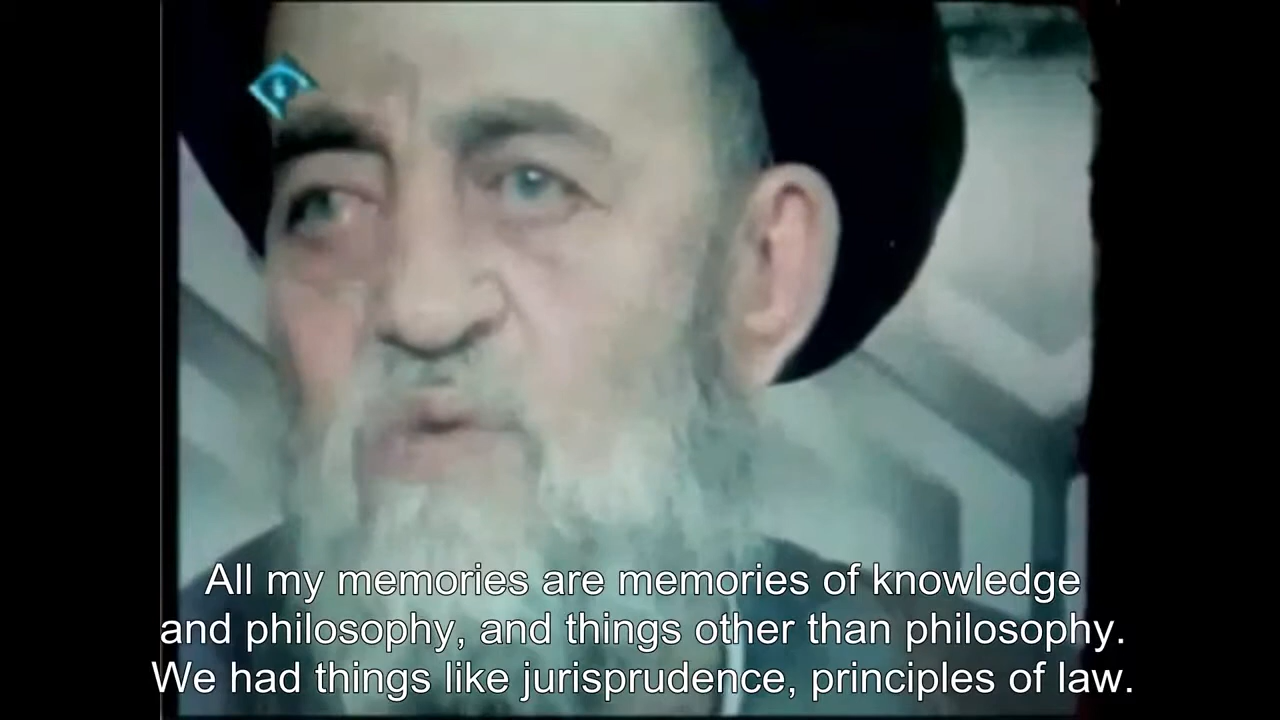 All my memories are memories of knowledge
and philosophy, and things other than philosophy.
We had things like jurisprudence, principles of law.